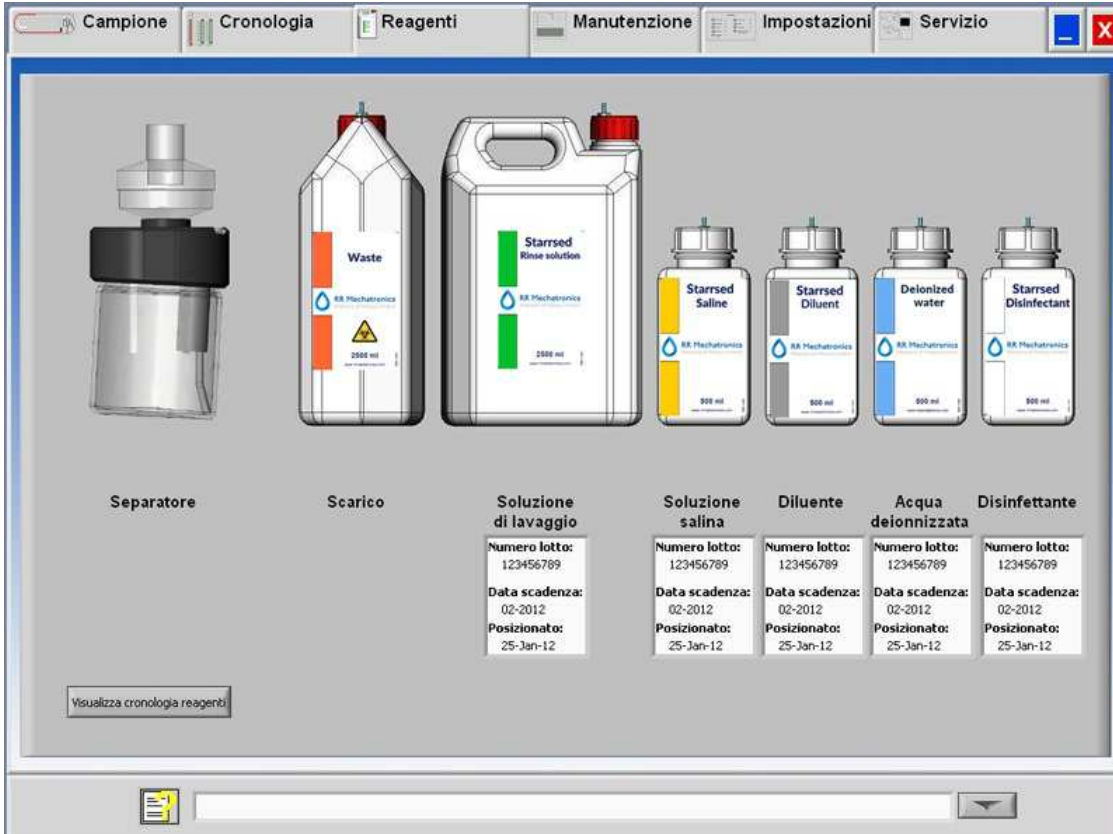 Campione
Cronologia
Reagenti
Manutenzione
Impostazioni
Servizio
X
Waste
RR Mechatronics
2500 ml
Starrsed
Rinse solution
RR Mechatronics
2500 ml
Starrsed
Saline
RR Mechatronics
500 ml
Starrsed
Diluent
RR Mechatronics
500 ml
Deionized
water
RR Mechatronics
500 ml
Starrsed
Disinfectant
RR Mechatronics
500 ml
Separatore
Scarico
Soluzione
di lavaggio
Numero lotto:
123456789
Data scadenza:
02-2012
Posizionato:
25-Jan-12
Soluzione
salina
Numero lotto:
123456789
Data scadenza:
02-2012
Posizionato:
25-Jan-12
Diluente
Numero lotto:
123456789
Data scadenza:
02-2012
Posizionato:
25-Jan-12
Acqua
deionnizzata
Numero lotto:
123456789
Data scadenza:
02-2012
Posizionato:
25-Jan-12
Disinfettante
Numero lotto:
123456789
Data scadenza:
02-2012
Posizionato:
25-Jan-12
Visualizza cronologia reagenti